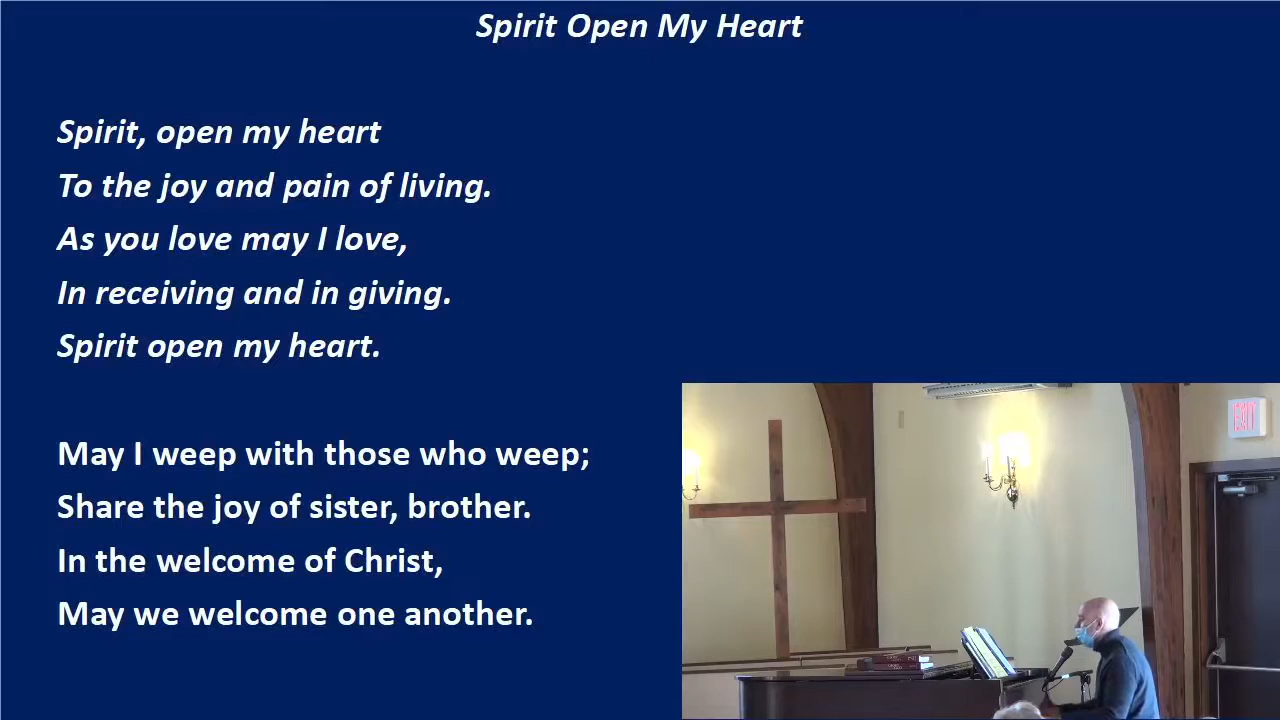 Spirit Open My Heart
Spirit, open my heart
To the joy and pain of living.
As you love may I love,
In receiving and in giving.
Spirit open my heart.
May I weep with those who weep;
Share the joy of sister, brother.
In the welcome of Christ,
May we welcome one another.
EXIT